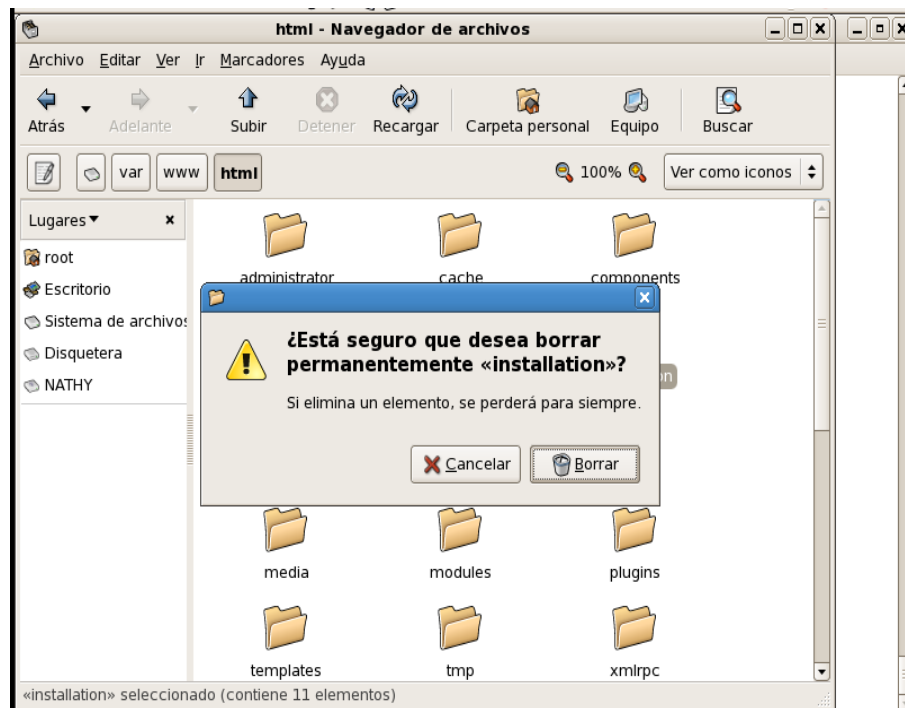 html - Navegador de archivos
Archivo Editar Ver Ir Marcadores Ayuda
Atrás Adelante Subir Detener Recargar Carpeta personal Equipo Buscar
var www html 100% Ver como iconos
Lugares
root
Escritorio
Sistema de archivos
Disquetera
NATHY
administrator cache components
¿Está seguro que desea borrar
permanentemente «installation»?
Si elimina un elemento, se perderá para siempre.
Cancelar Borrar
media modules plugins
templates tmp xmlrpc
«installation» seleccionado (contiene 11 elementos)